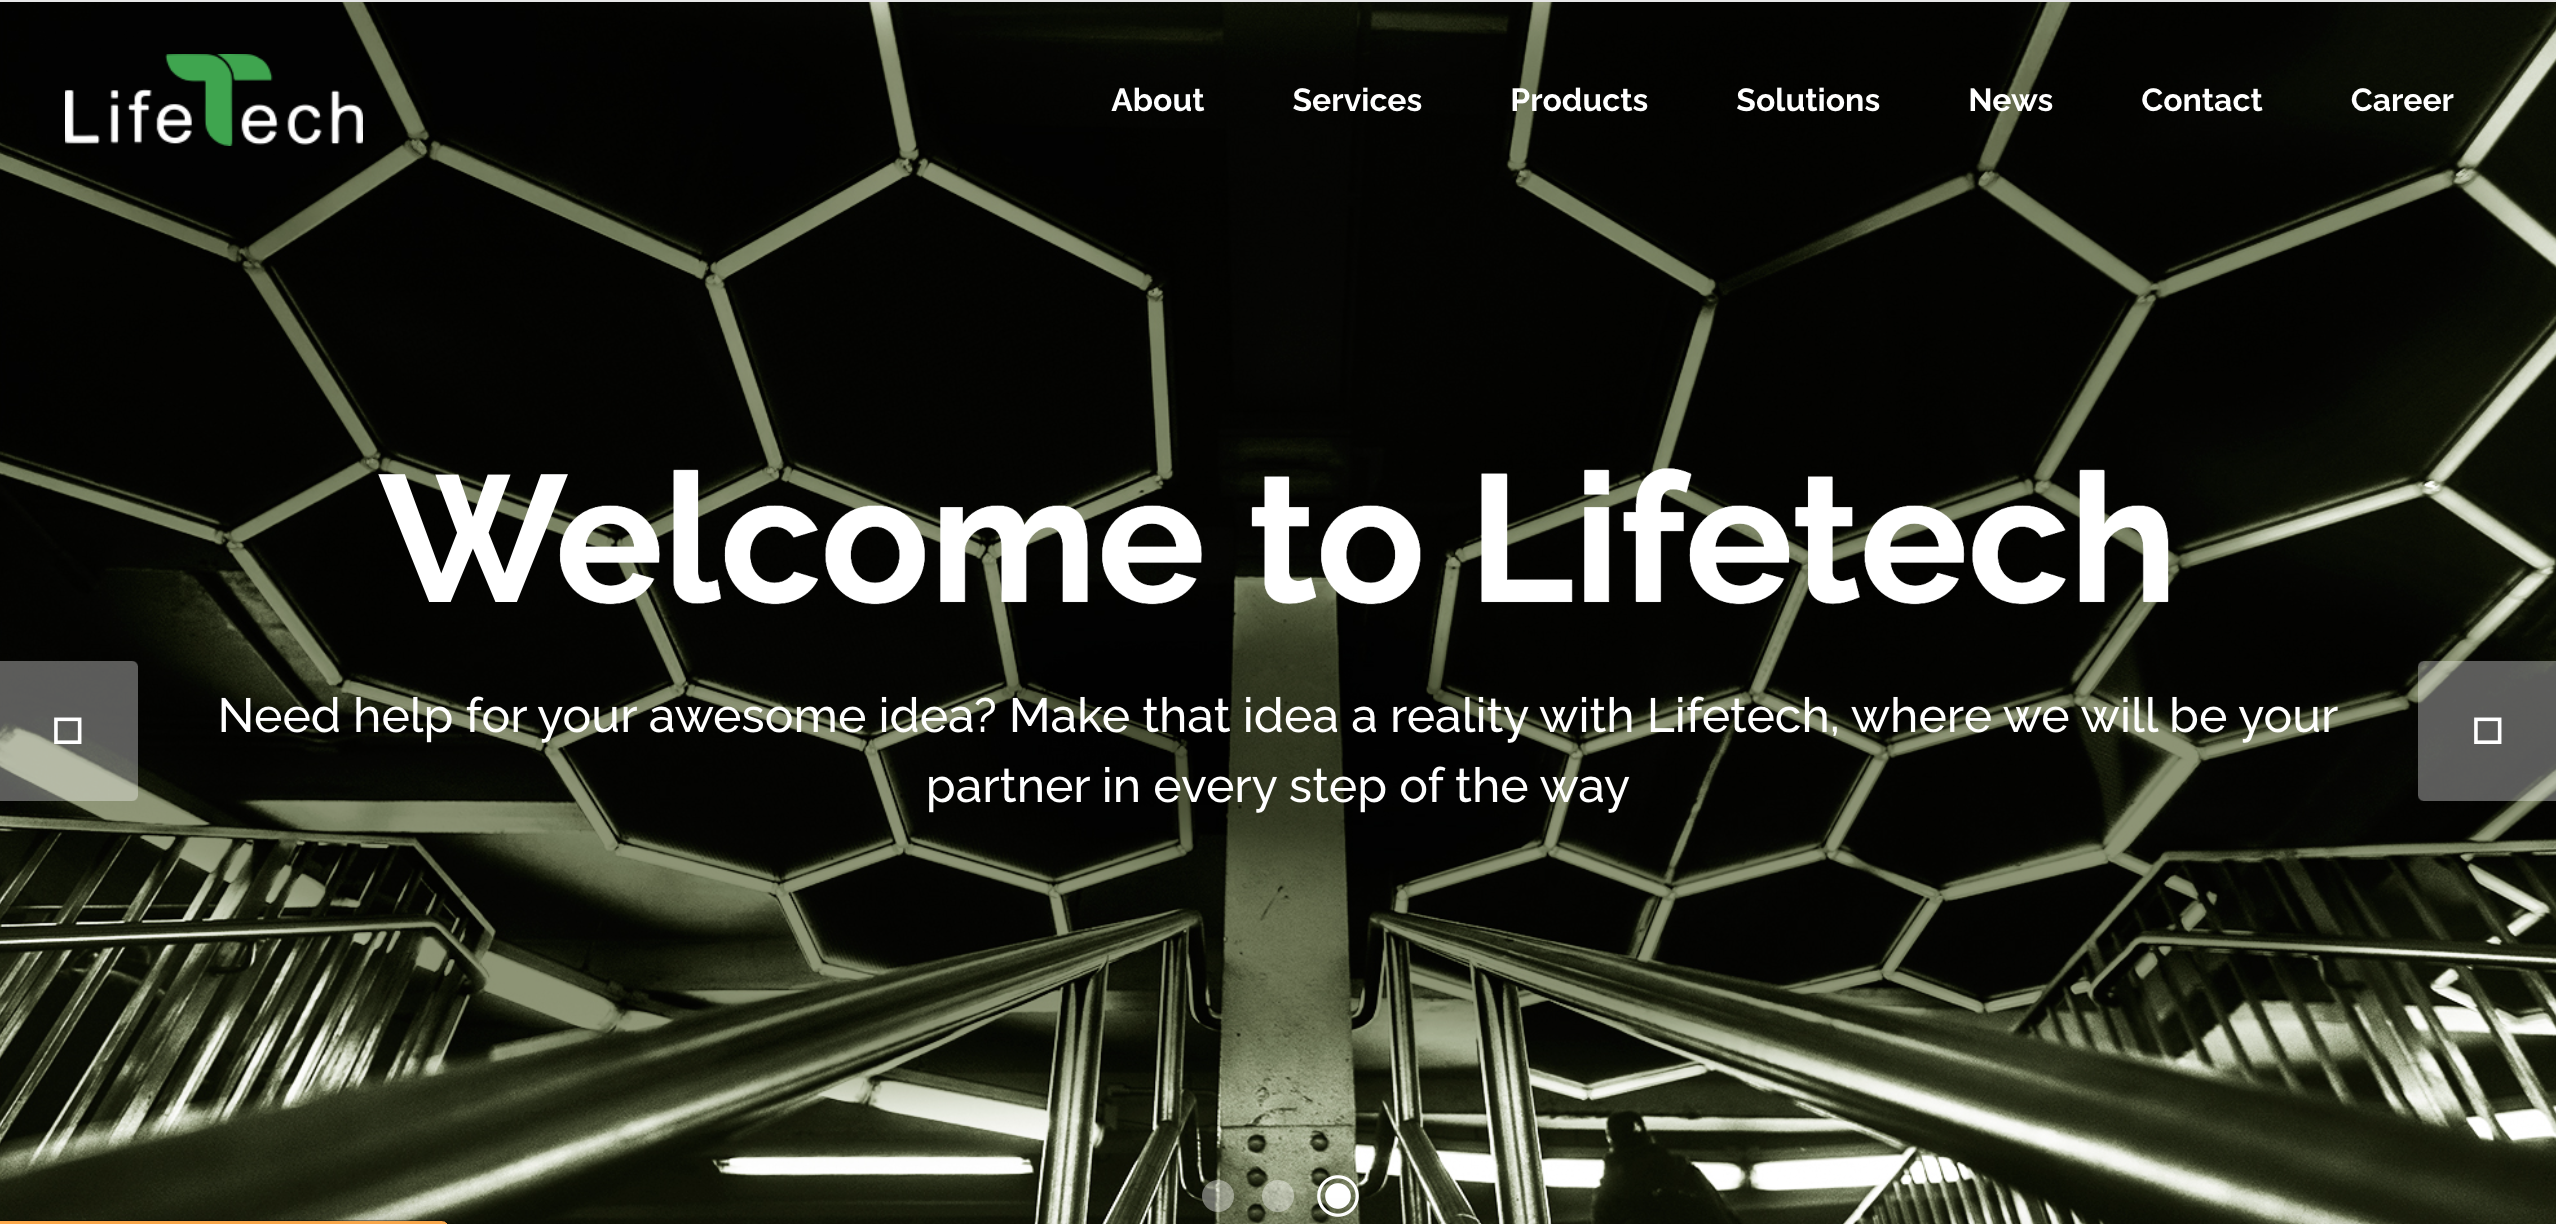 LifeTech
About Services Products Solutions News Contact Career
Welcome to Lifetech
Need help for your awesome idea? Make that idea a reality with Lifetech, where we will be your
partner in every step of the way